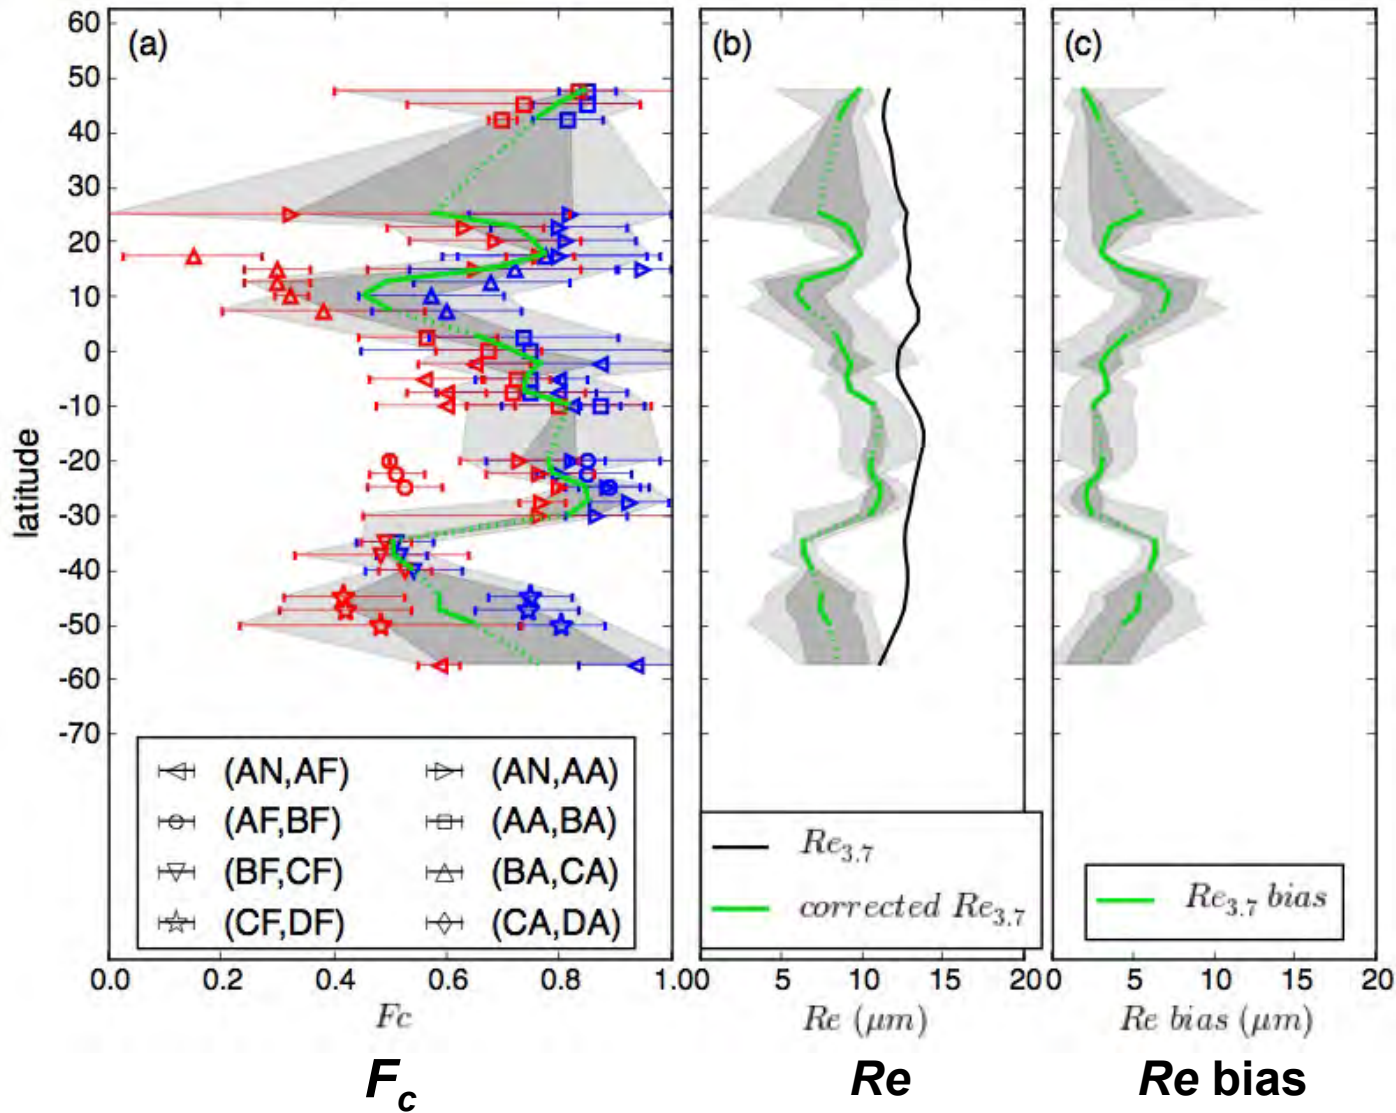 (a)
(b)
(c)
60
50
40
30
20
10
0
-10
-20
-30
-40
-50
-60
-70
latitude
(AN,AF)
(AN,AA)
(AF,BF)
(AA,BA)
(BF,CF)
(BA,CA)
(CF,DF)
(CA,DA)
Re3.7
corrected Re3.7
Re3.7 bias
0.0 0.2 0.4 0.6 0.8 1.00 5 10 15 20 0 5 10 15 20
Fc
Re (μm)
Re bias (μm)
Fc
Re
Re bias